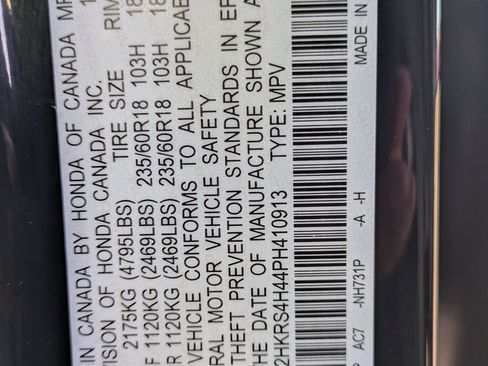 IN CANADA BY HONDA OF CANADA MF
VISION OF HONDA CANADA INC.
TIRE SIZE RIM
2175KG (4795LBS)
F 1120KG (2469LBS) 235/60R18 103H 18
R 1120KG (2469LBS) 235/60R18 103H 18
VEHICLE CONFORMS TO ALL APPLICAB
RAL MOTOR VEHICLE SAFETY
THEFT PREVENTION STANDARDS IN EF
THE DATE OF MANUFACTURE SHOWN A
2HKRS4H44PH410913 TYPE: MPV
P AC7 -NH731P -A -H MADE IN